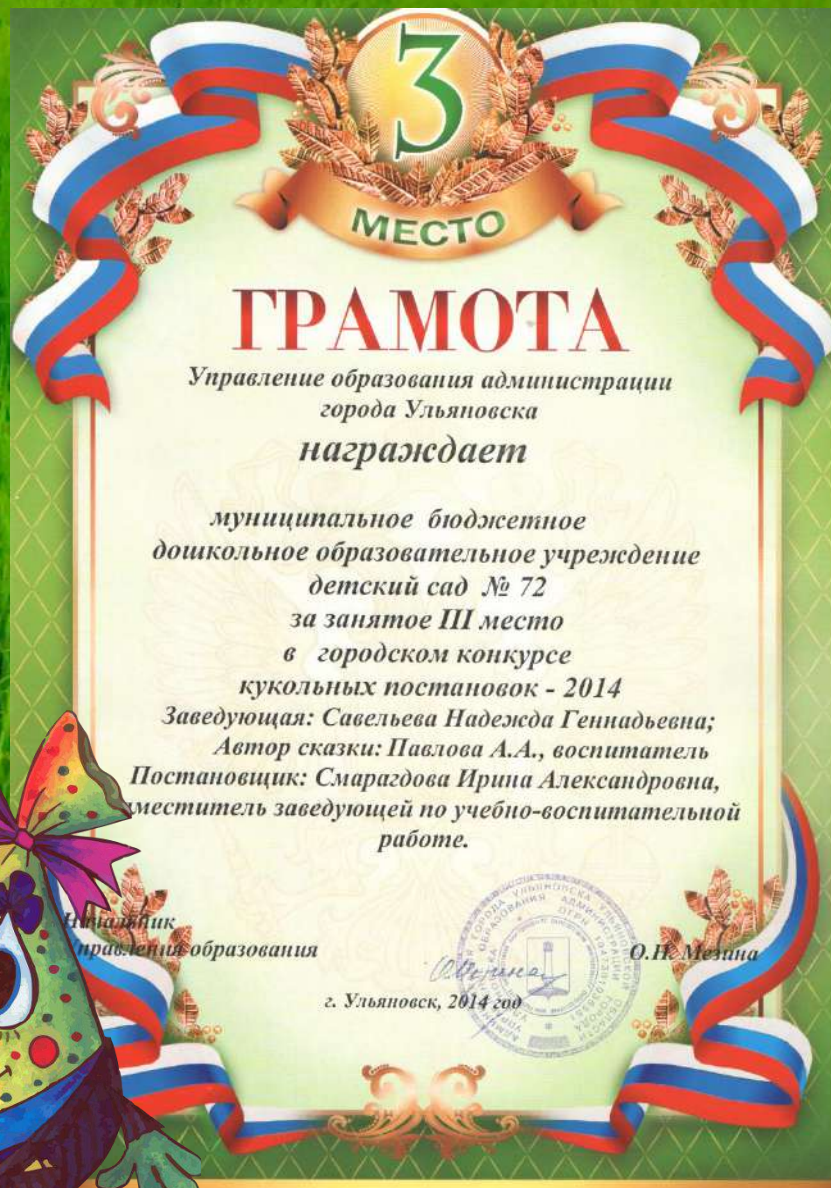 3
МЕСТО
ГРАМОТА
Управление образования администрации
города Ульяновска
награждает
муниципальное бюджетное
дошкольное образовательное учреждение
детский сад № 72
за занятое III место
в городском конкурсе
кукольных постановок - 2014
Заведующая: Савельева Надежда Геннадьевна;
Автор сказки: Павлова А.А., воспитатель
Постановщик: Смарагдова Ирина Александровна,
меститель заведующей по учебно-воспитательной
работе.
Начальник
Управления образования
О.Н. Мезина
г. Ульяновск, 2014 год